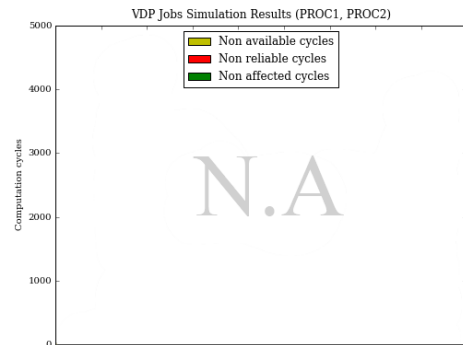 VDP Jobs Simulation Results (PROC1, PROC2)
5000
Non available cycles
Non reliable cycles
Non affected cycles
4000
3000
Computation cycles
N.A
2000
1000
0